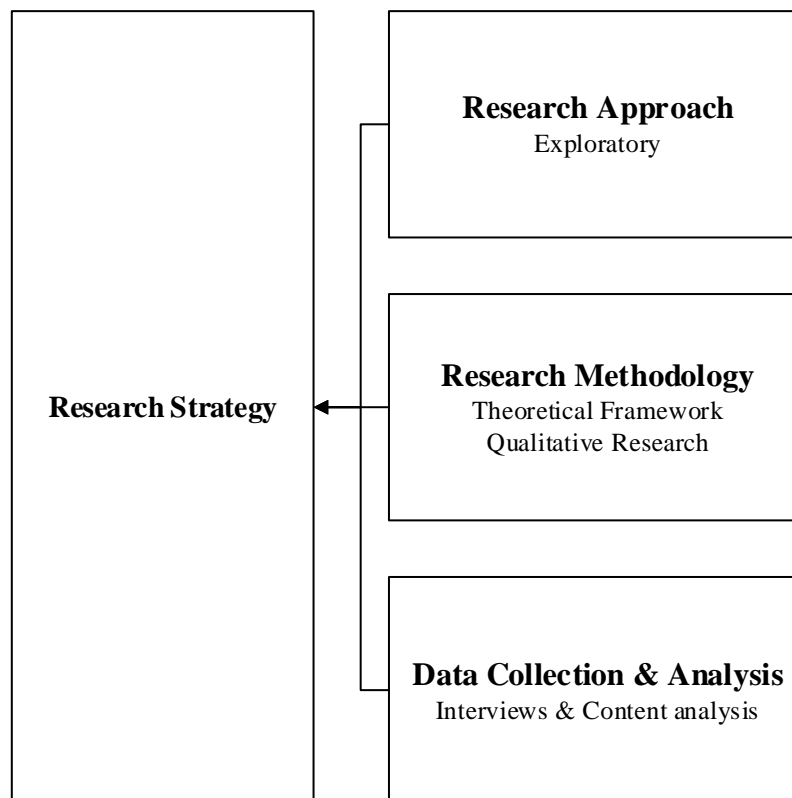 Research Strategy
Research Approach
Exploratory
Research Methodology
Theoretical Framework
Qualitative Research
Data Collection & Analysis
Interviews & Content analysis